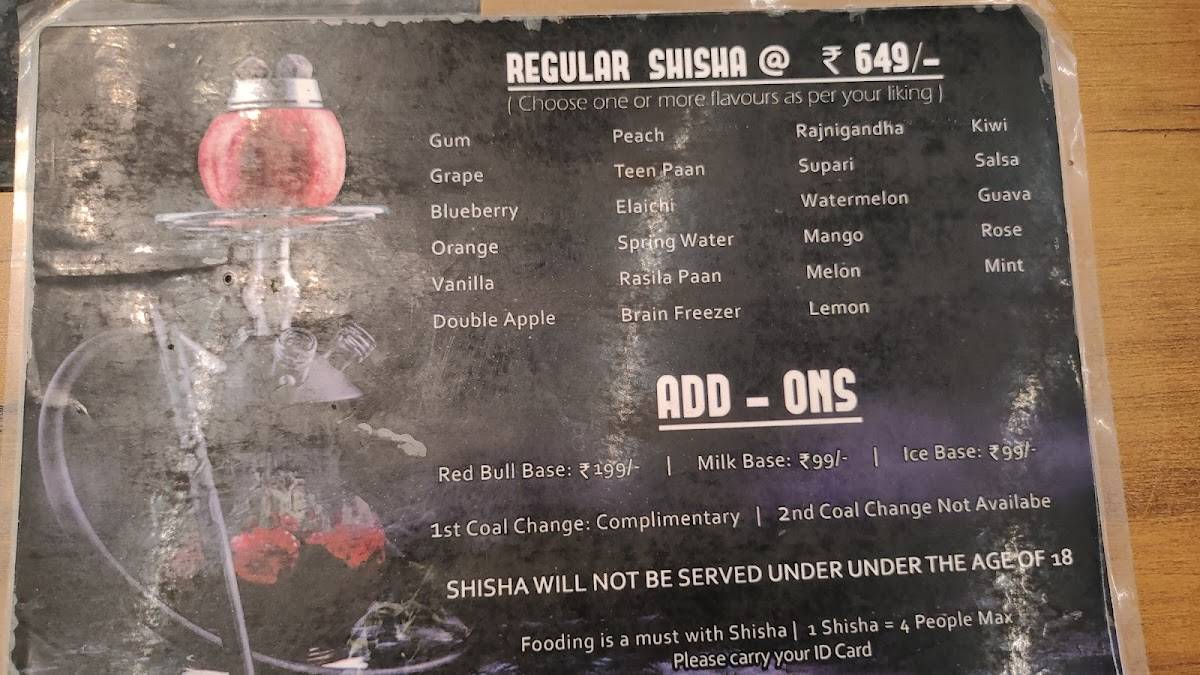 REGULAR SHISHA @ ₹ 649/-
( Choose one or more flavours as per your liking )
Gum
Grape
Blueberry
Orange
Vanilla
Double Apple
Peach
Teen Paan
Elaichi
Spring Water
Rasila Paan
Brain Freezer
Rajnigandha
Supari
Watermelon
Mango
Melon
Lemon
Kiwi
Salsa
Guava
Rose
Mint
ADD - ONS
Red Bull Base: ₹199/- | Milk Base: ₹99/- | Ice Base: ₹99/-
1st Coal Change: Complimentary | 2nd Coal Change Not Availabe
SHISHA WILL NOT BE SERVED UNDER UNDER THE AGE OF 18
Fooding is a must with Shisha | 1 Shisha = 4 People Max
Please carry your ID Card